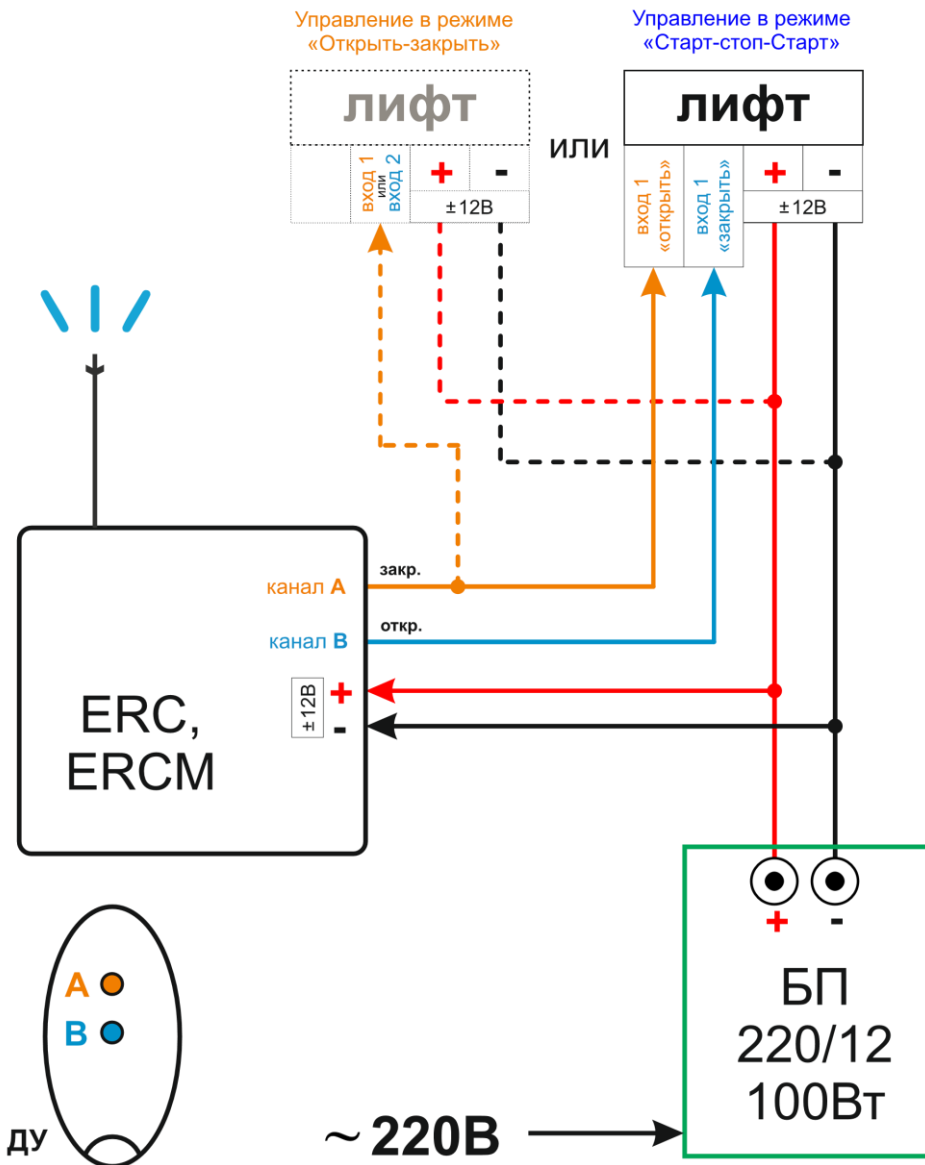 Управление в режиме
«Открыть-закрыть»
Управление в режиме
«Старт-стоп-Старт»
лифт
или
лифт
вход 1
или
вход 2
+ -
±12В
вход 1
«открыть»
вход 1
«закрыть»
+ -
±12В
канал А
закр.
канал В
откр.
±12В
+
-
ERC,
ERCM
+ -
БП
220/12
100Вт
А
В
ДУ
~220В